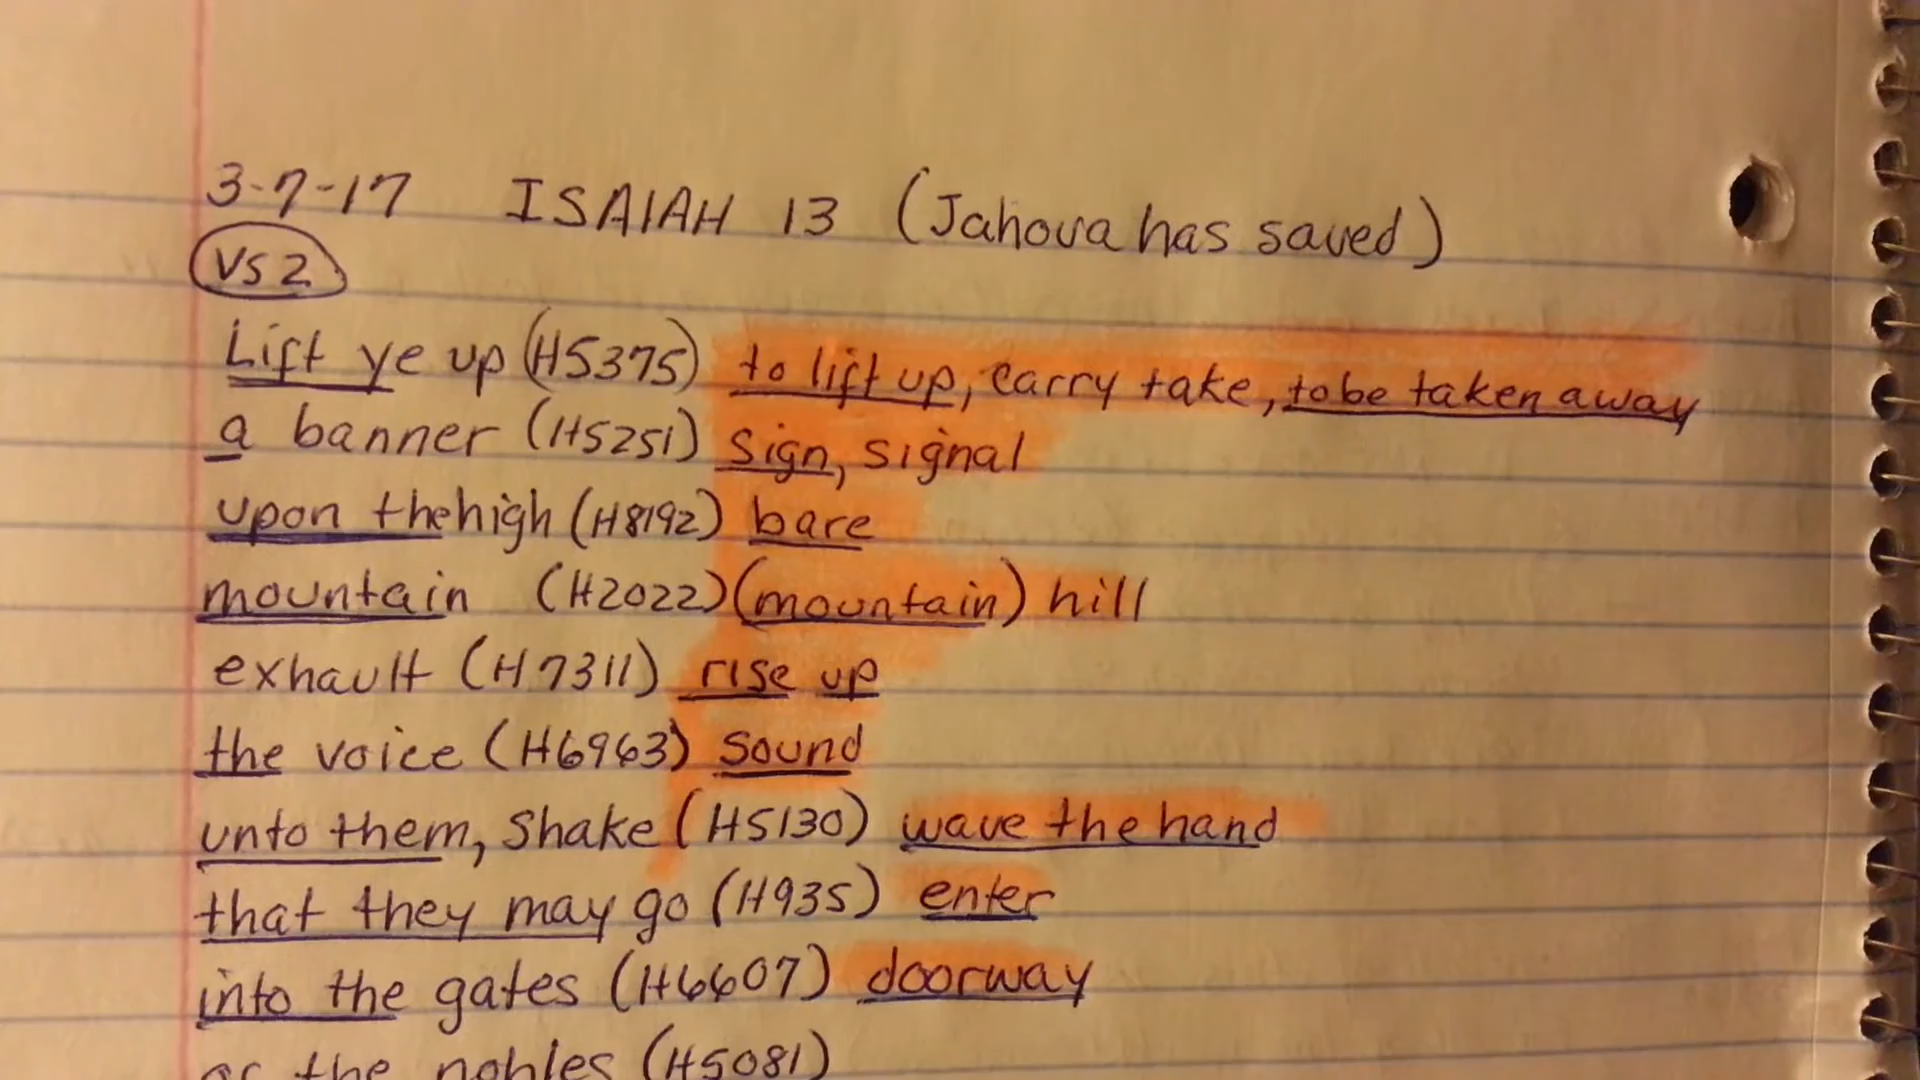 3-7-17 ISAIAH 13 (Jahova has saved)
VS 2
Lift ye up (H5375) to lift up, carry take, to be taken away
a banner (H5251) sign, signal
upon the high (H8192) bare
mountain (H2022) (mountain) hill
exhault (H7311) rise up
the voice (H6963) sound
unto them, Shake (H5130) wave the hand
that they may go (H935) enter
into the gates (H6607) doorway
of the nobles (H5081)